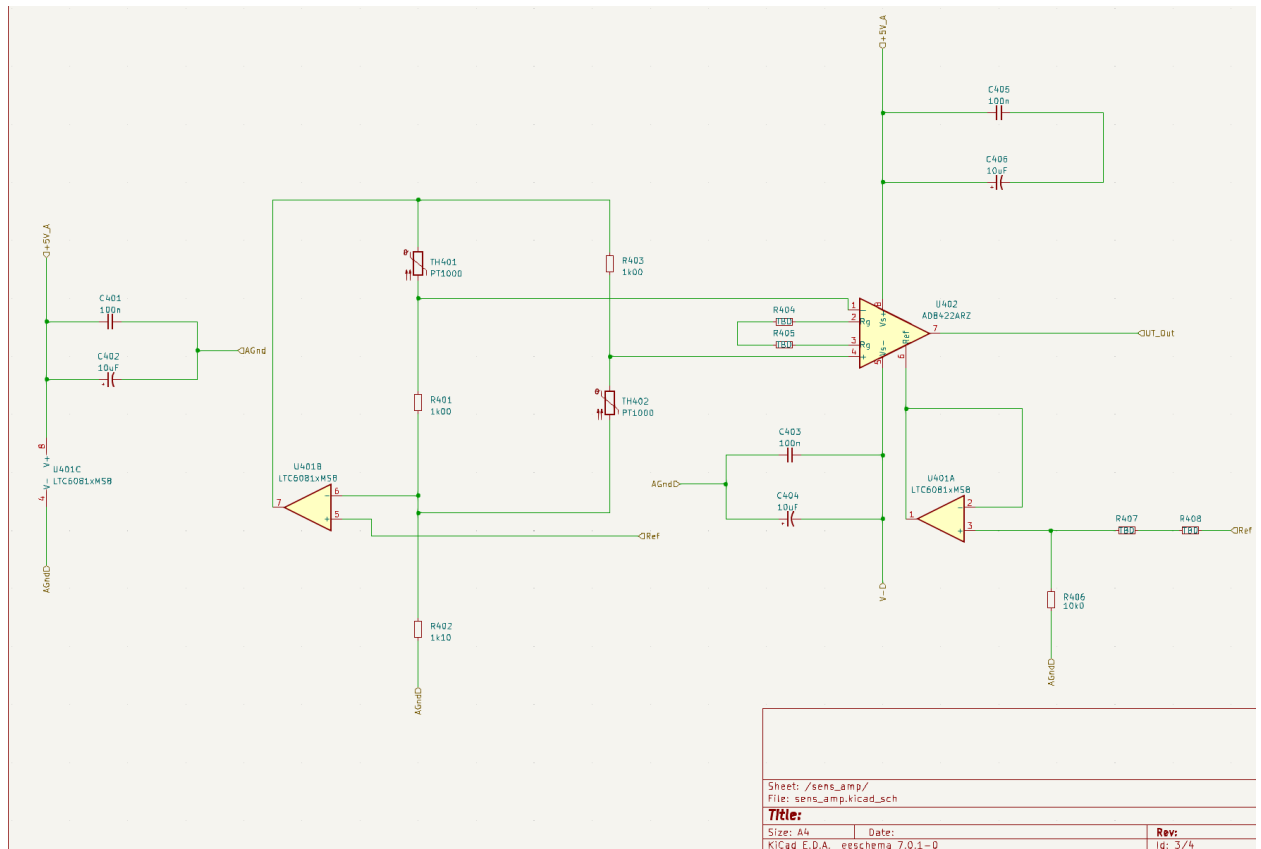 +5V_A
C405
100n
C406
10uF
+5V_A
TH401
PT1000
R403
1k00
C401
100n
AGnd
C402
10uF
R404
TBD
R405
TBD
1
2
3
4
-
Rg
Rg
+
Vs+
8
Ref
Vs-
5
6
U402
AD8422ARZ
7
UT_Out
R401
1k00
TH402
PT1000
8
V+
U401C
LTC6081xMS8
V-
4
AGnd
U401B
LTC6081xMS8
7
6
5
-
+
Ref
C403
100n
AGnd
C404
10uF
V-
U401A
LTC6081xMS8
1
2
3
-
+
R407
TBD
R408
TBD
Ref
R406
10k0
AGnd
R402
1k10
AGnd
Sheet: /sens_amp/
File: sens_amp.kicad_sch
Title:
Size: A4
Date:
Rev:
KiCad E.D.A. eeschema 7.0.1-0
Id: 3/4